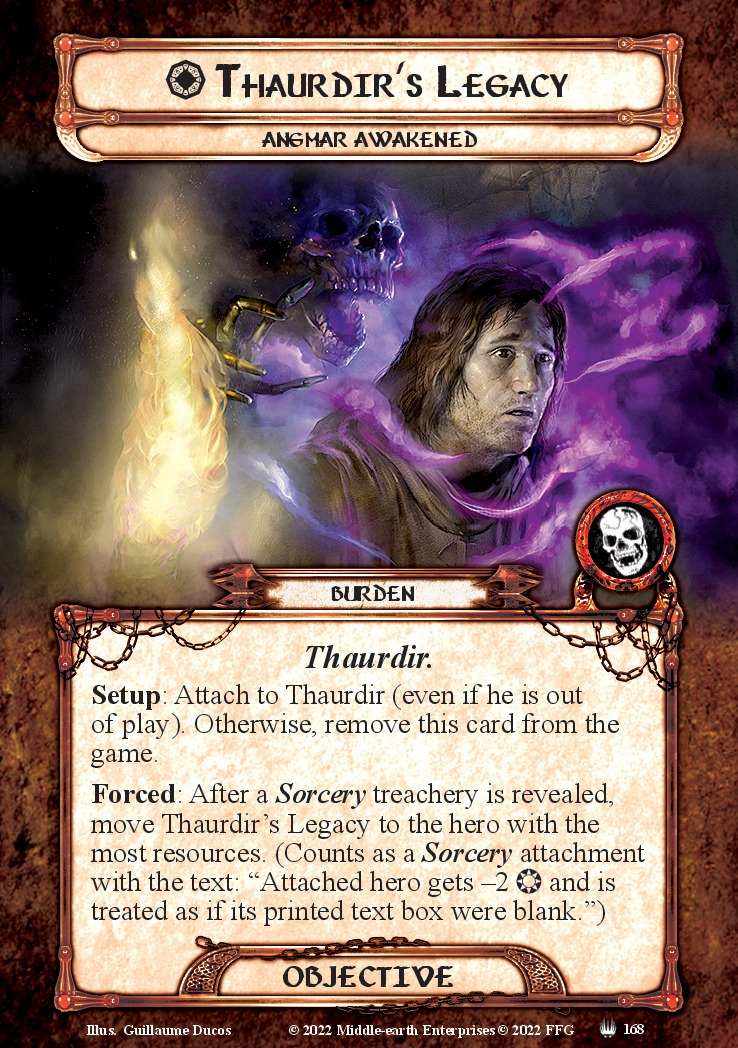 Thaurdir's Legacy
Angmar Awakened
Burden
Thaurdir.
Setup: Attach to Thaurdir (even if he is out
of play). Otherwise, remove this card from the
game.
Forced: After a Sorcery treachery is revealed,
move Thaurdir's Legacy to the hero with the
most resources. (Counts as a Sorcery attachment
with the text: “Attached hero gets –2 and is
treated as if its printed text box were blank.”)
OBJECTIVE
Illus. Guillaume Ducos © 2022 Middle-earth Enterprises © 2022 FFG 168